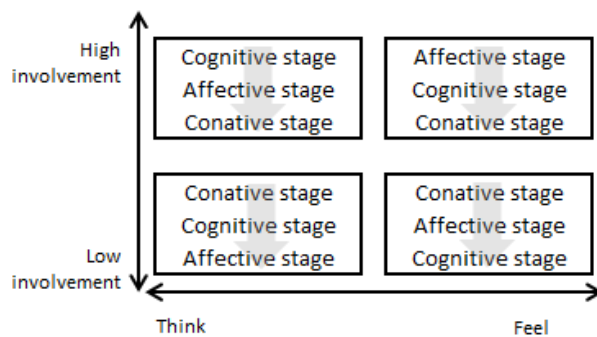 High
involvement
Cognitive stage
Affective stage
Conative stage
Affective stage
Cognitive stage
Conative stage
Conative stage
Cognitive stage
Affective stage
Conative stage
Affective stage
Cognitive stage
Low
involvement
Think
Feel